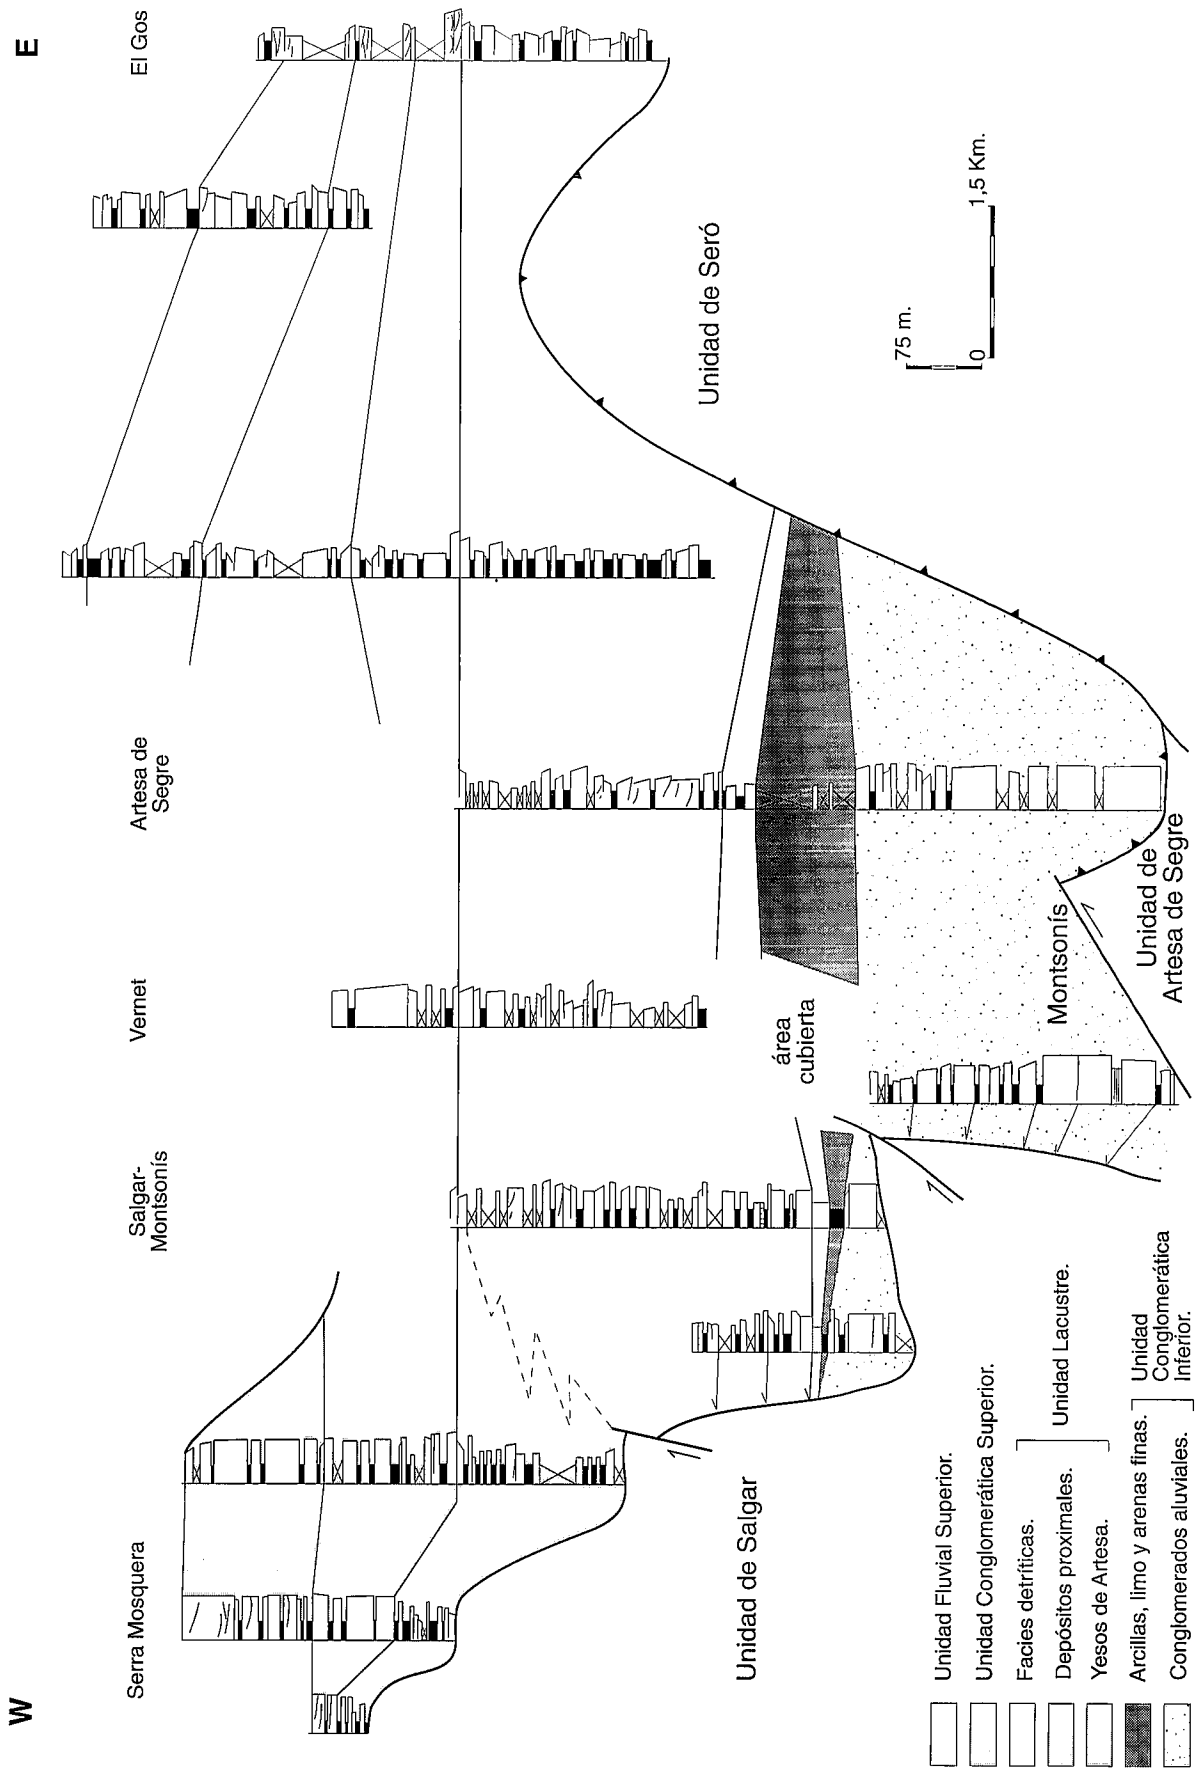 W
E
Serra Mosquera
Salgar-
Montsonís
Vernet
Artesa de
Segre
El Gos
área
cubierta
Unidad de Salgar
Montsonís
Unidad de
Artesa de Segre
Unidad de Seró
75 m.
0
1,5 Km.
Unidad Fluvial Superior.
Unidad Conglomerática Superior.
Facies detríticas.
Depósitos proximales.
Unidad Lacustre.
Yesos de Artesa.
Arcillas, limo y arenas finas.
Conglomerados aluviales.
Unidad
Conglomerática
Inferior.